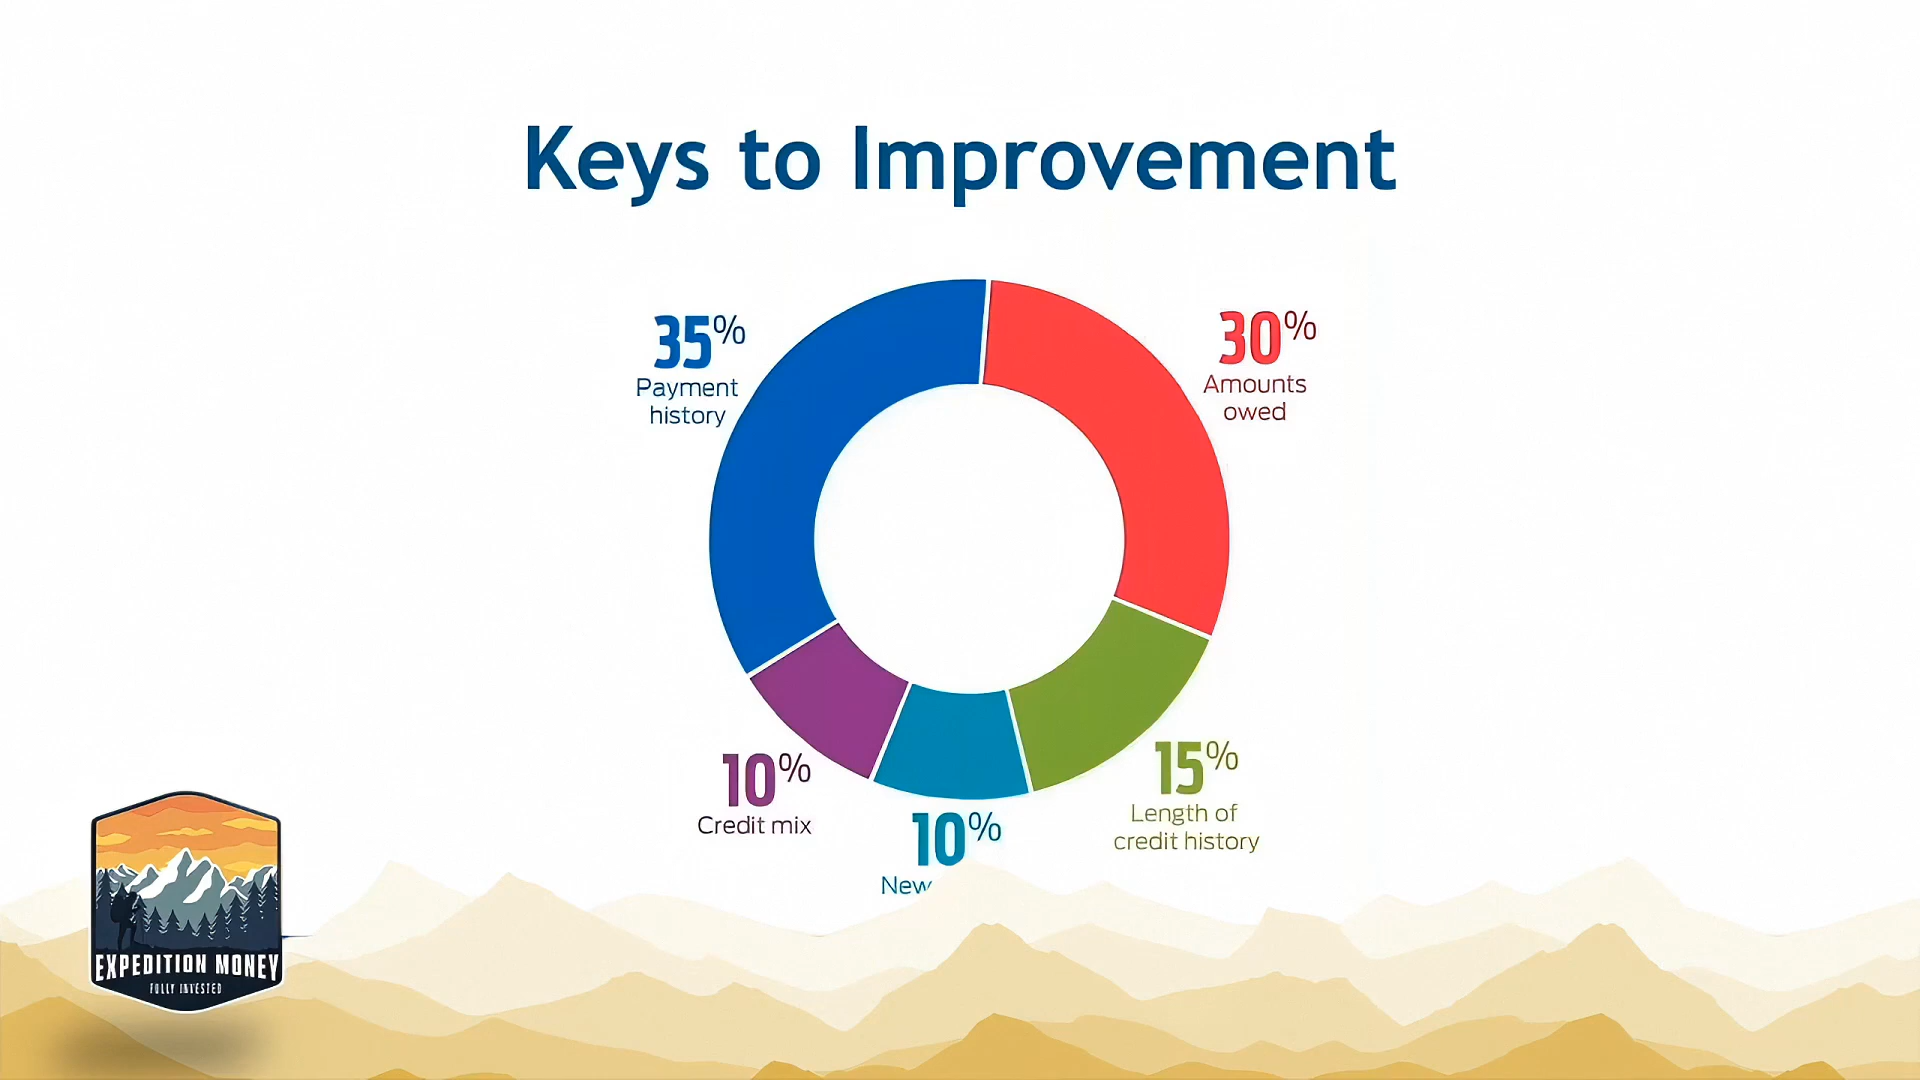 Keys to Improvement
35%
Payment
history
30%
Amounts
owed
10%
Credit mix
10%
New
15%
Length of
credit history
EXPEDITION MONEY
FULLY INVESTED